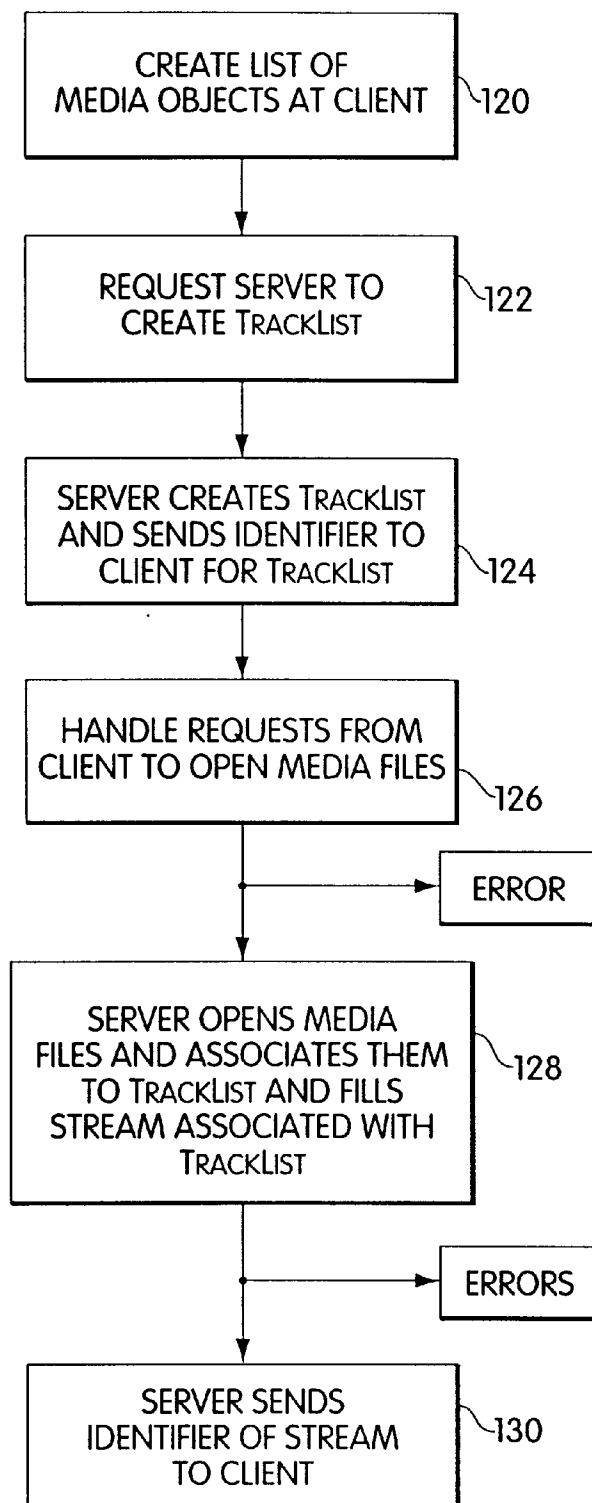 CREATE LIST OF
MEDIA OBJECTS AT CLIENT
120
REQUEST SERVER TO
CREATE TRACKLIST
122
SERVER CREATES TRACKLIST
AND SENDS IDENTIFIER TO
CLIENT FOR TRACKLIST
124
HANDLE REQUESTS FROM
CLIENT TO OPEN MEDIA FILES
126
ERROR
SERVER OPENS MEDIA
FILES AND ASSOCIATES THEM
TO TRACKLIST AND FILLS
STREAM ASSOCIATED WITH
TRACKLIST
128
ERRORS
SERVER SENDS
IDENTIFIER OF STREAM
TO CLIENT
130